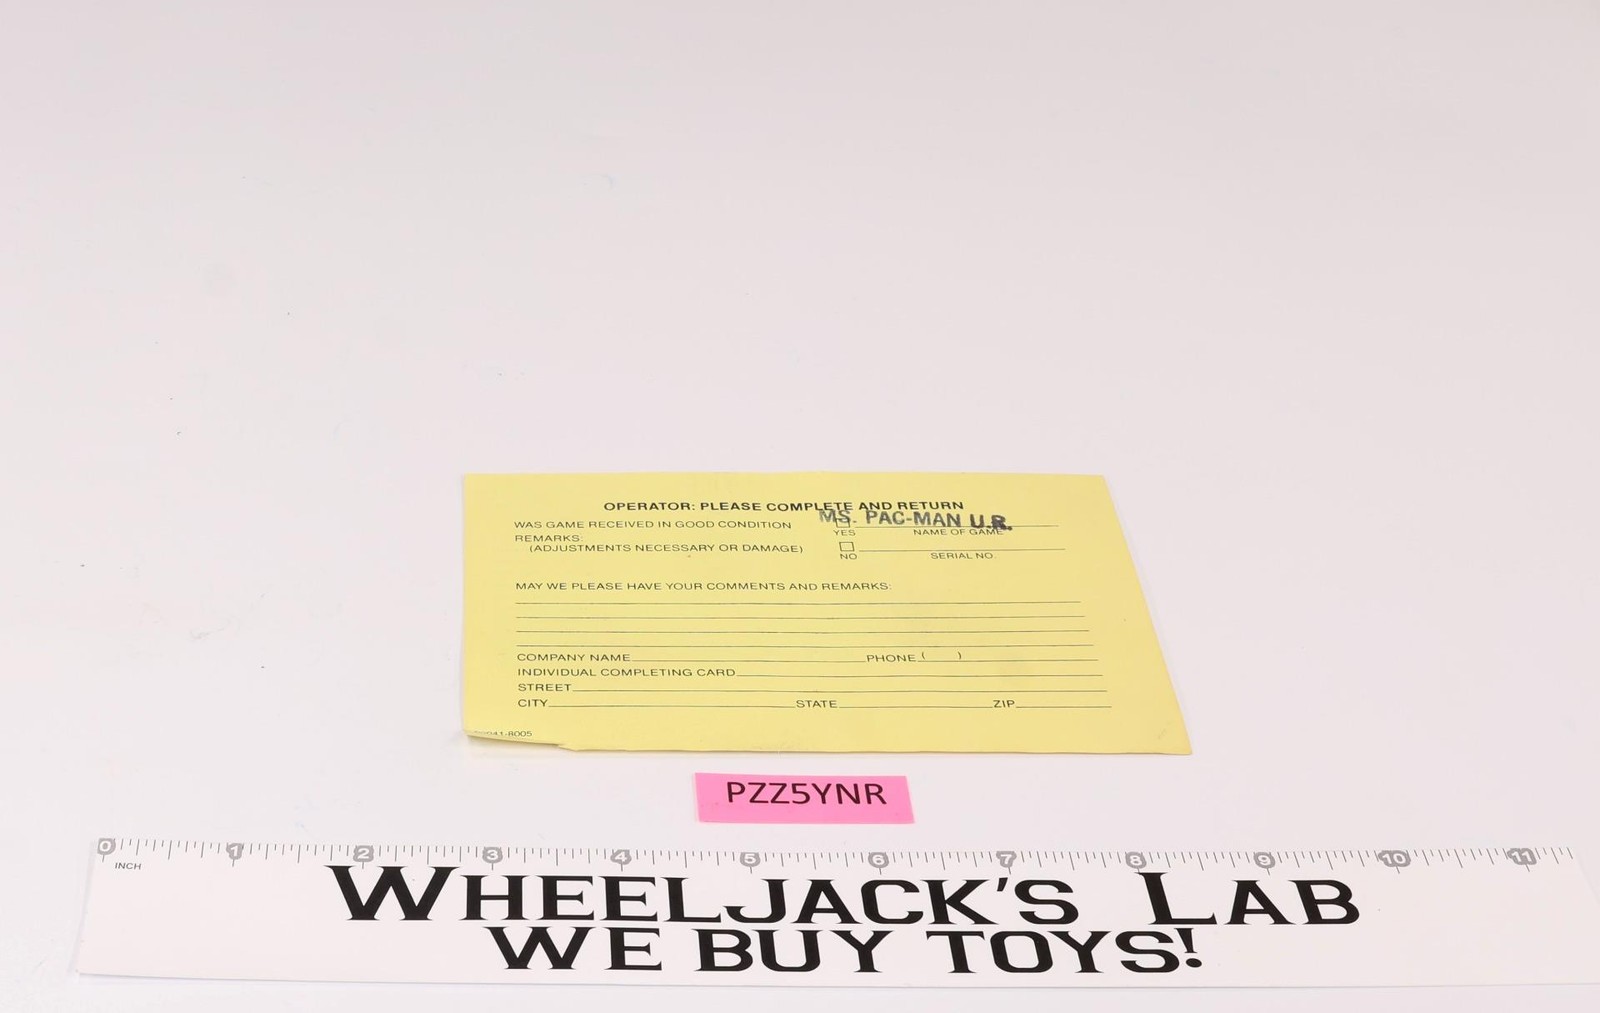 OPERATOR: PLEASE COMPLETE AND RETURN
WAS GAME RECEIVED IN GOOD CONDITION
MS. PAC-MAN U.R.
YES NAME OF GAME
REMARKS:
(ADJUSTMENTS NECESSARY OR DAMAGE)
NO SERIAL NO.
MAY WE PLEASE HAVE YOUR COMMENTS AND REMARKS:
COMPANY NAME PHONE ( )
INDIVIDUAL COMPLETING CARD
STREET
CITY STATE ZIP
PZZ5YNR
0 1 2 3 4 5 6 7 8 9 10 11
INCH
WHEELJACK'S LAB
WE BUY TOYS!